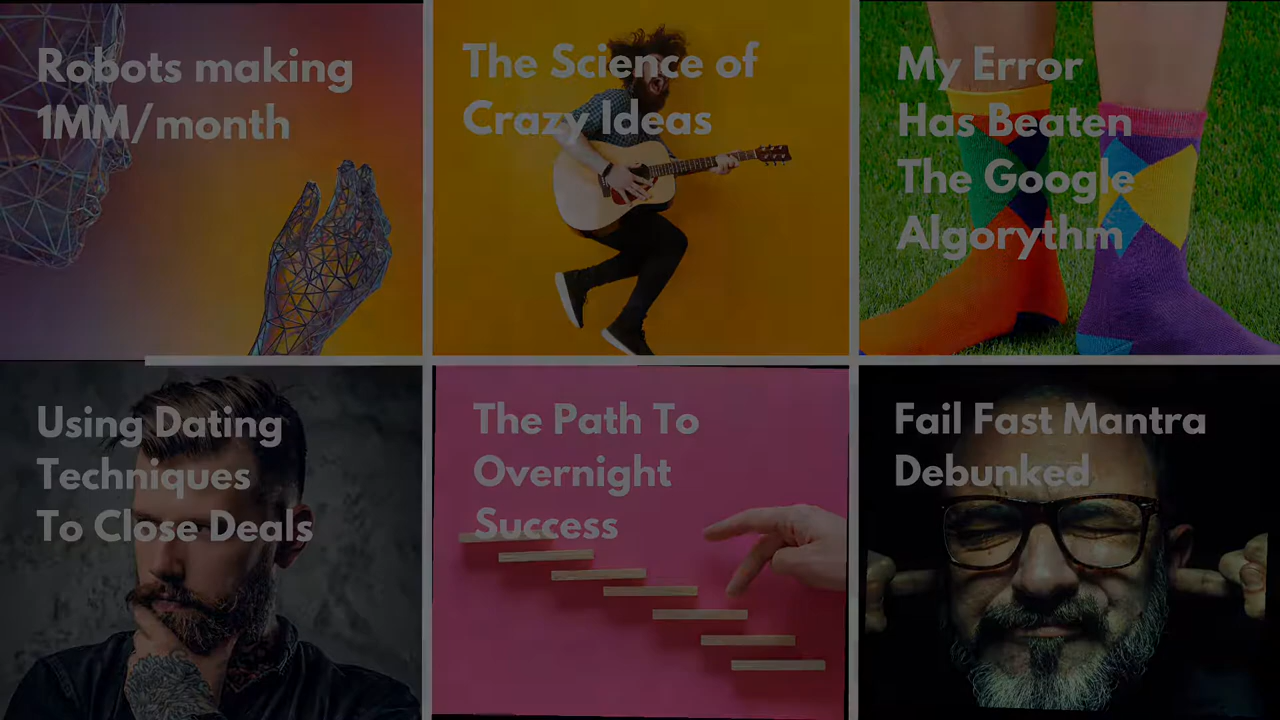 Robots making
1MM/month
The Science of
Crazy Ideas
My Error
Has Beaten
The Google
Algorythm
Using Dating
Techniques
To Close Deals
The Path To
Overnight
Success
Fail Fast Mantra
Debunked